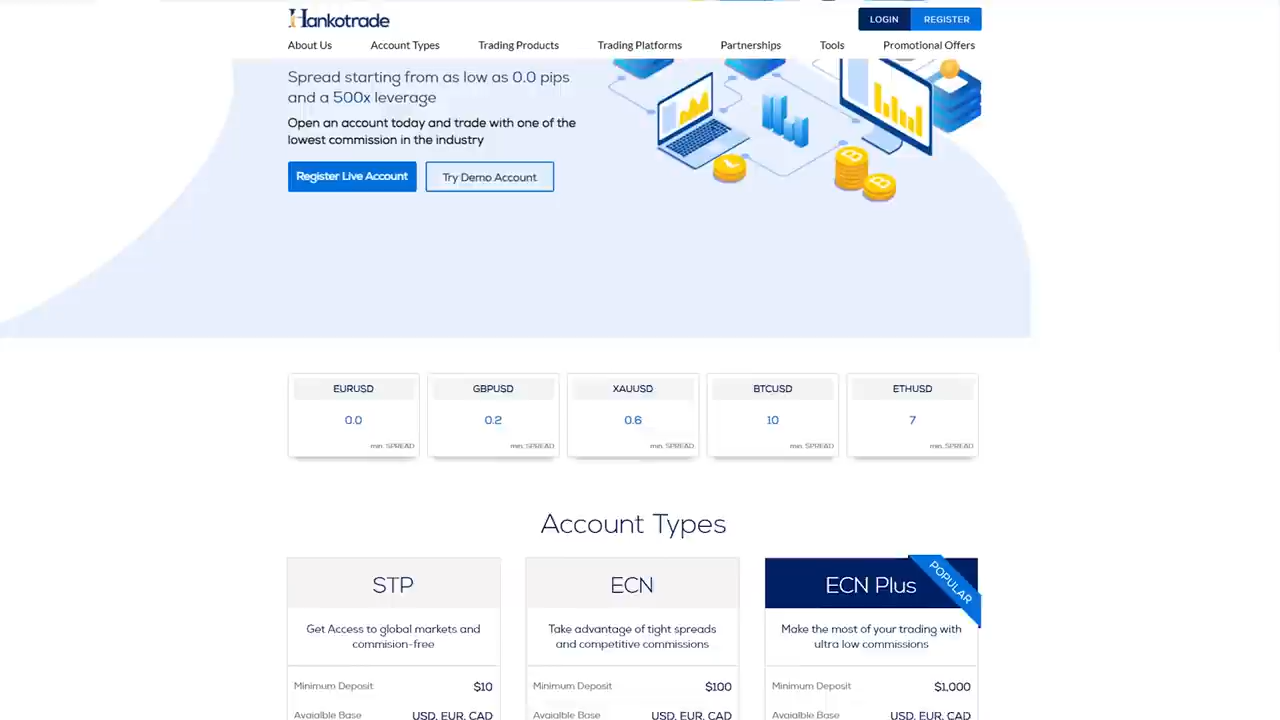 Hankotrade
LOGIN
REGISTER
About Us
Account Types
Trading Products
Trading Platforms
Partnerships
Tools
Promotional Offers
Spread starting from as low as 0.0 pips
and a 500x leverage
Open an account today and trade with one of the
lowest commission in the industry
Register Live Account
Try Demo Account
EURUSD
0.0
min. SPREAD
GBPUSD
0.2
min. SPREAD
XAUUSD
0.6
min. SPREAD
BTCUSD
10
min. SPREAD
ETHUSD
7
min. SPREAD
Account Types
STP
Get Access to global markets and
commision-free
Minimum Deposit $10
Avaialble Base USD, EUR, CAD
ECN
Take advantage of tight spreads
and competitive commissions
Minimum Deposit $100
Avaialble Base USD, EUR, CAD
ECN Plus
POPULAR
Make the most of your trading with
ultra low commissions
Minimum Deposit $1,000
Avaialble Base USD, EUR, CAD